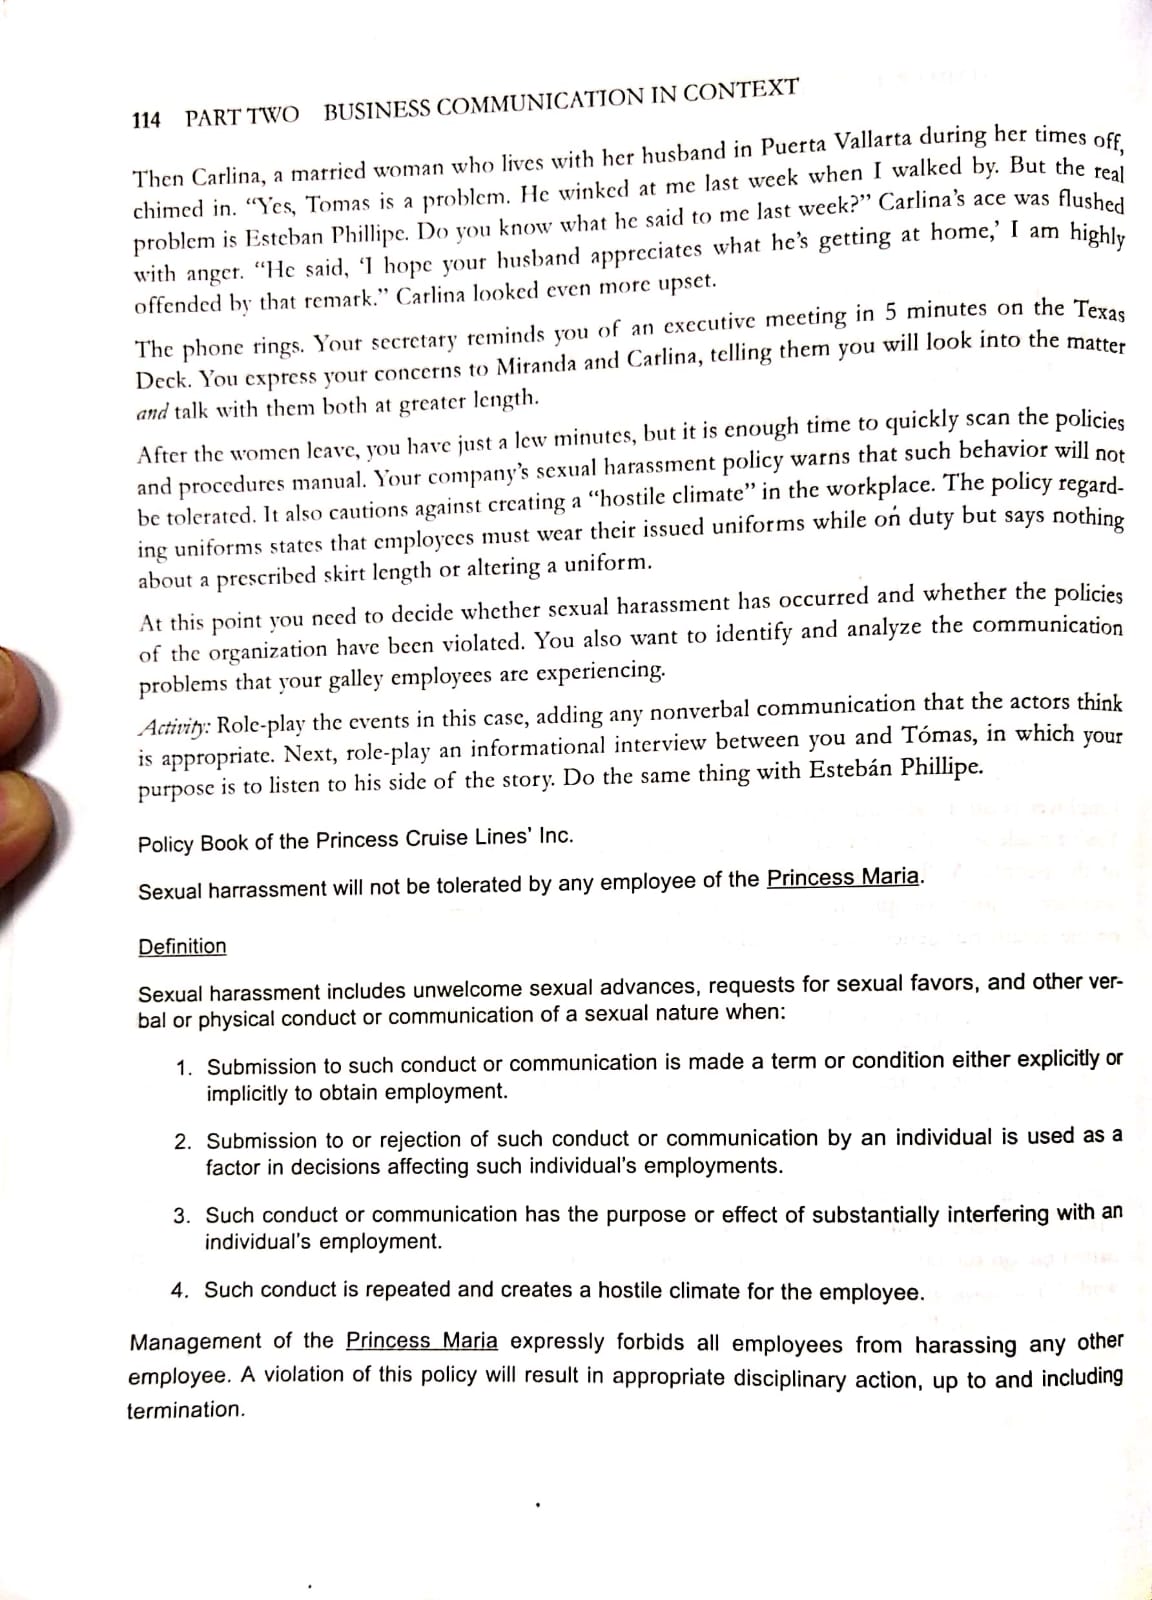 114 PART TWO BUSINESS COMMUNICATION IN CONTEXT
Then Carlina, a married woman who lives with her husband in Puerta Vallarta during her times off,
chimed in. “Yes, Tomas is a problem. He winked at me last week when I walked by. But the real
problem is Esteban Phillipe. Do you know what he said to me last week?” Carlina’s ace was flushed
with anger. “He said, ‘I hope your husband appreciates what he’s getting at home,’ I am highly
offended by that remark.” Carlina looked even more upset.
The phone rings. Your secretary reminds you of an executive meeting in 5 minutes on the Texas
Deck. You express your concerns to Miranda and Carlina, telling them you will look into the matter
and talk with them both at greater length.
After the women leave, you have just a lew minutes, but it is enough time to quickly scan the policies
and procedures manual. Your company’s sexual harassment policy warns that such behavior will not
be tolerated. It also cautions against creating a “hostile climate” in the workplace. The policy regard-
ing uniforms states that employees must wear their issued uniforms while on duty but says nothing
about a prescribed skirt length or altering a uniform.
At this point you need to decide whether sexual harassment has occurred and whether the policies
of the organization have been violated. You also want to identify and analyze the communication
problems that your galley employees are experiencing.
Activity: Role-play the events in this case, adding any nonverbal communication that the actors think
is appropriate. Next, role-play an informational interview between you and Tómas, in which your
purpose is to listen to his side of the story. Do the same thing with Estebán Phillipe.
Policy Book of the Princess Cruise Lines’ Inc.
Sexual harrassment will not be tolerated by any employee of the Princess Maria.
Definition
Sexual harassment includes unwelcome sexual advances, requests for sexual favors, and other ver-
bal or physical conduct or communication of a sexual nature when:
1. Submission to such conduct or communication is made a term or condition either explicitly or
implicitly to obtain employment.
2. Submission to or rejection of such conduct or communication by an individual is used as a
factor in decisions affecting such individual’s employments.
3. Such conduct or communication has the purpose or effect of substantially interfering with an
individual’s employment.
4. Such conduct is repeated and creates a hostile climate for the employee.
Management of the Princess Maria expressly forbids all employees from harassing any other
employee. A violation of this policy will result in appropriate disciplinary action, up to and including
termination.